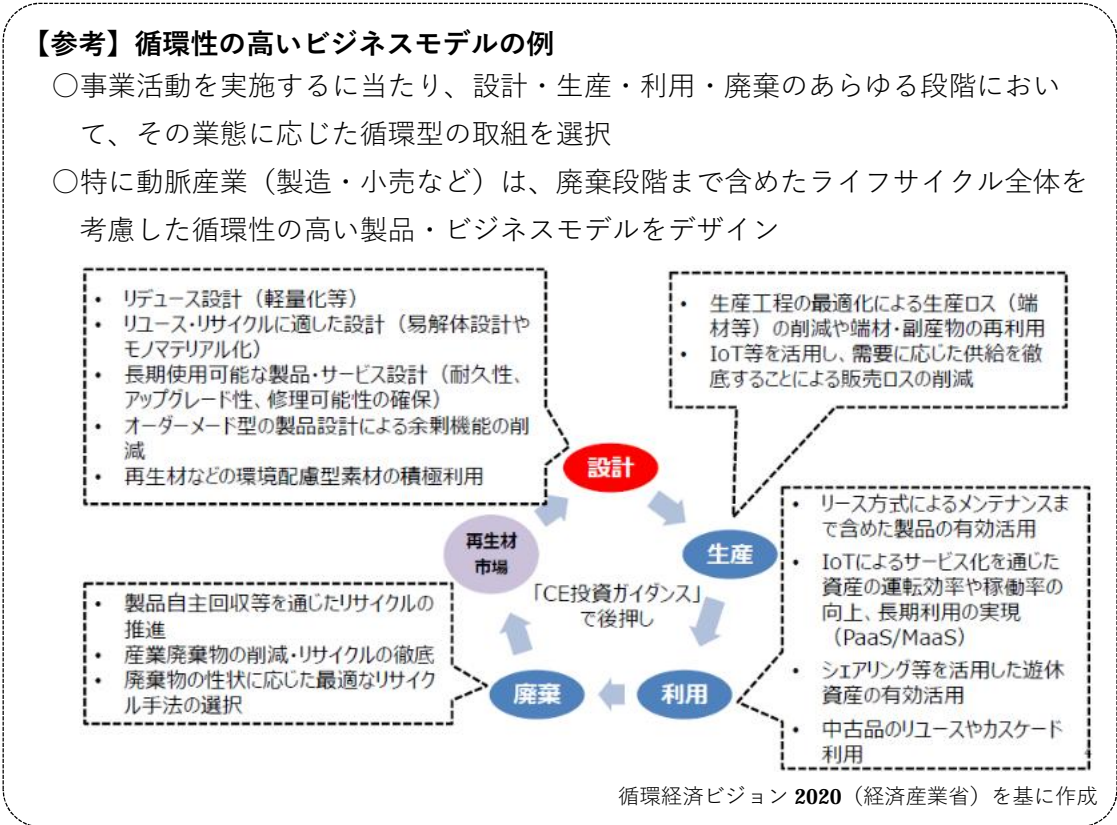 【参考】循環性の高いビジネスモデルの例
○事業活動を実施するに当たり、設計・生産・利用・廃棄のあらゆる段階におい
て、その業態に応じた循環型の取組を選択
○特に動脈産業（製造・小売など）は、廃棄段階まで含めたライフサイクル全体を
考慮した循環性の高い製品・ビジネスモデルをデザイン
• リデュース設計（軽量化等）
• リユース・リサイクルに適した設計（易解体設計や
モノマテリアル化）
• 長期使用可能な製品・サービス設計（耐久性、
アップグレード性、修理可能性の確保）
• オーダーメード型の製品設計による余剰機能の削
減
• 再生材などの環境配慮型素材の積極利用
• 生産工程の最適化による生産ロス（端
材等）の削減や端材・副産物の再利用
• IoT等を活用し、需要に応じた供給を徹
底することによる販売ロスの削減
設計
生産
• リース方式によるメンテナンスま
で含めた製品の有効活用
• IoTによるサービス化を通じた
資産の運転効率や稼働率の
向上、長期利用の実現
（PaaS/MaaS）
• シェアリング等を活用した遊休
資産の有効活用
• 中古品のリユースやカスケード
利用
再生材
市場
「CE投資ガイダンス」
で後押し
• 製品自主回収等を通じたリサイクルの
推進
• 産業廃棄物の削減・リサイクルの徹底
• 廃棄物の性状に応じた最適なリサイク
ル手法の選択
廃棄
利用
循環経済ビジョン 2020（経済産業省）を基に作成